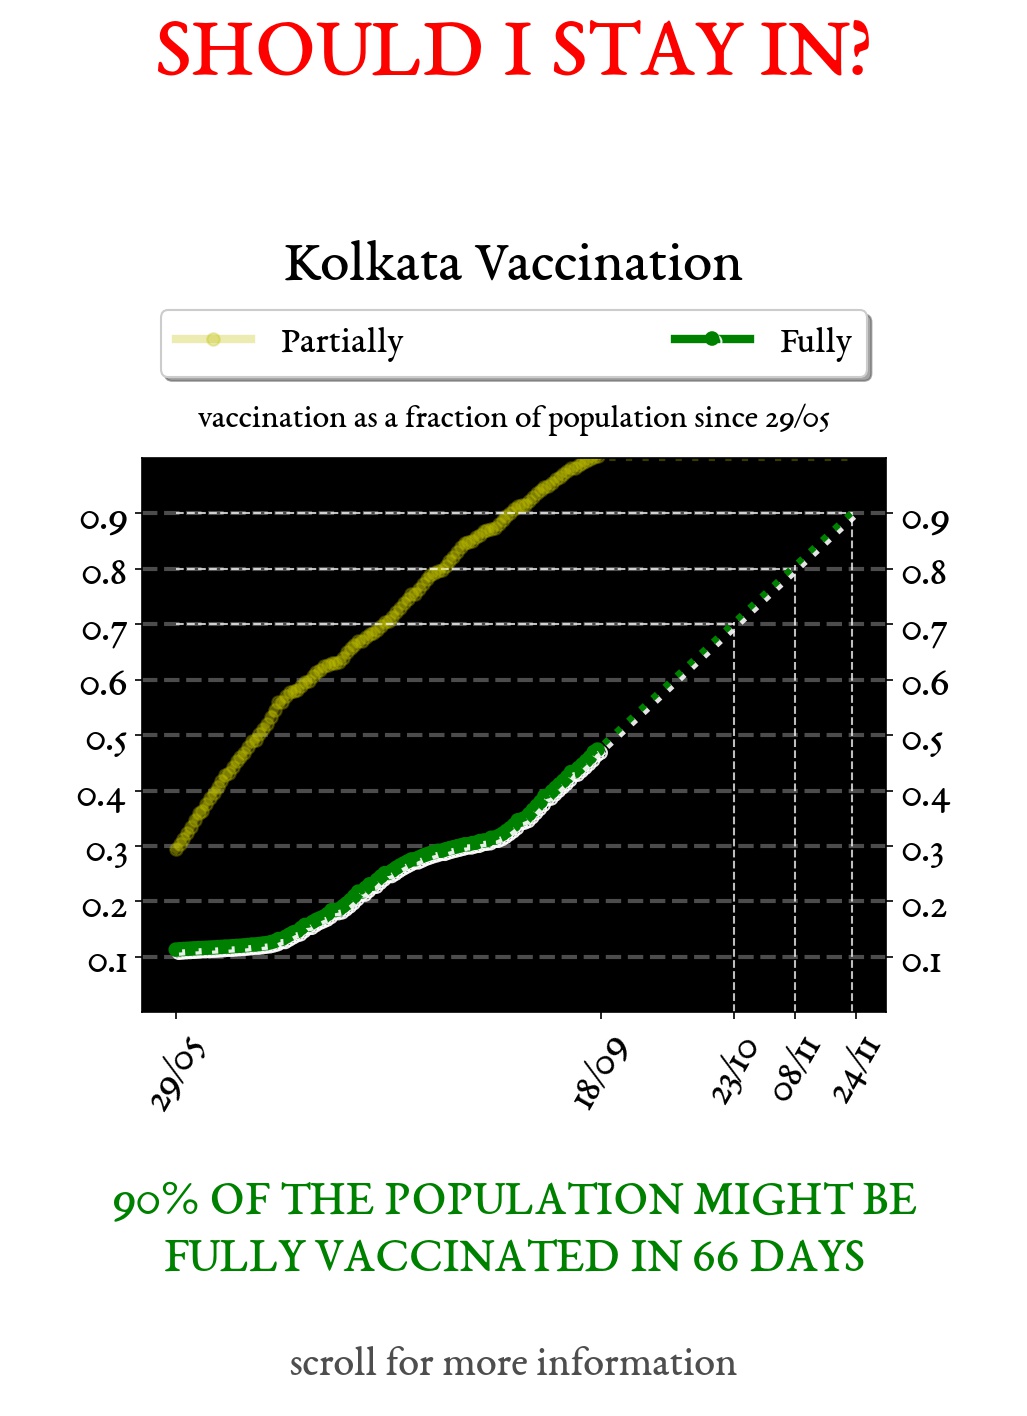 SHOULD I STAY IN?
Kolkata Vaccination
Partially
Fully
vaccination as a fraction of population since 29/05
0.9
0.9
0.8
0.8
0.7
0.7
0.6
0.6
0.5
0.5
0.4
0.4
0.3
0.3
0.2
0.2
0.1
0.1
29/05
18/09
23/10
08/11
24/11
90% OF THE POPULATION MIGHT BE
FULLY VACCINATED IN 66 DAYS
scroll for more information